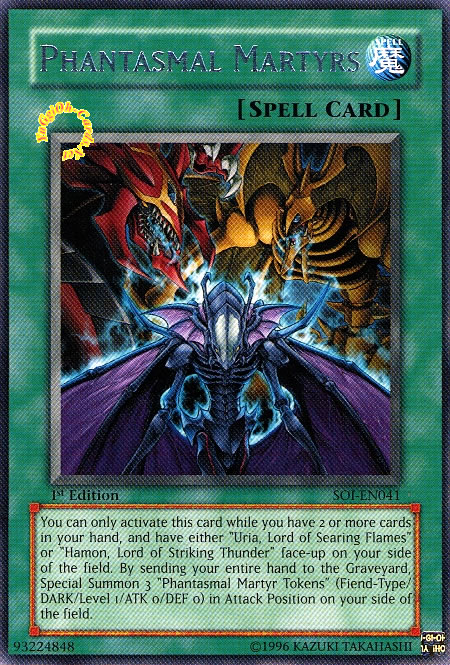 PHANTASMAL MARTYRS
SPELL
魔
[SPELL CARD]
YuGiOh-Cards.Net
1st Edition
SOI-EN041
You can only activate this card while you have 2 or more cards
in your hand, and have either "Uria, Lord of Searing Flames"
or "Hamon, Lord of Striking Thunder" face-up on your side
of the field. By sending your entire hand to the Graveyard,
Special Summon 3 "Phantasmal Martyr Tokens" (Fiend-Type/
DARK/Level 1/ATK 0/DEF 0) in Attack Position on your side of
the field.
93224848
©1996 KAZUKI TAKAHASHI